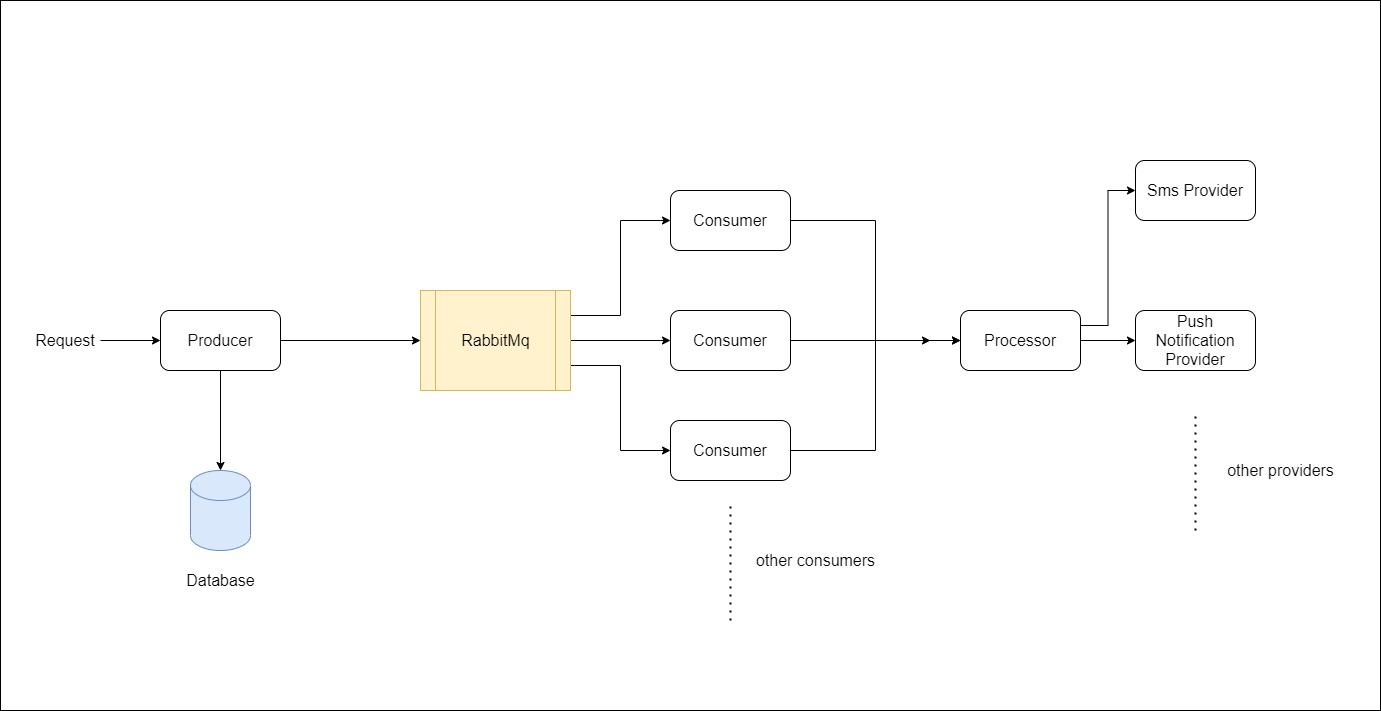 Sms Provider
Consumer
Request
Producer
RabbitMq
Consumer
Processor
Push
Notification
Provider
Consumer
other providers
other consumers
Database